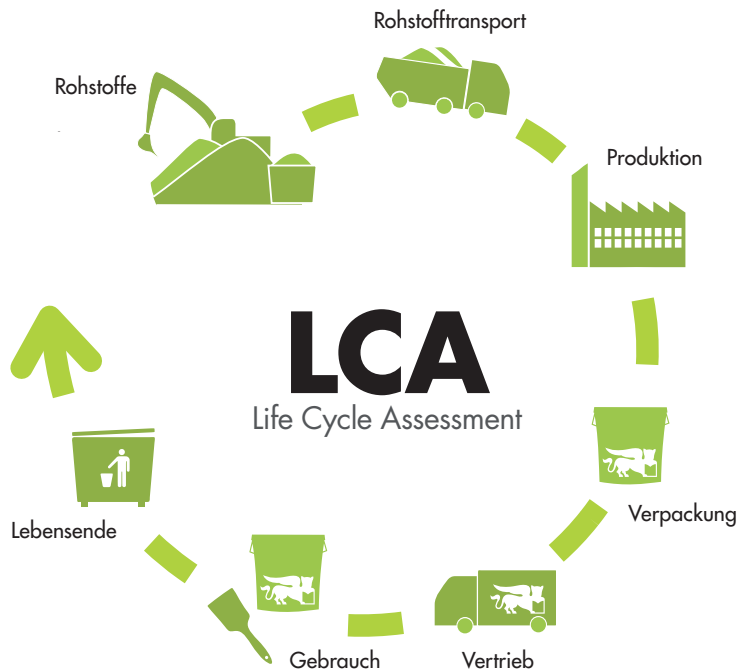 Rohstofftransport
Rohstoffe
Produktion
LCA
Life Cycle Assessment
Verpackung
Lebensende
Gebrauch
Vertrieb